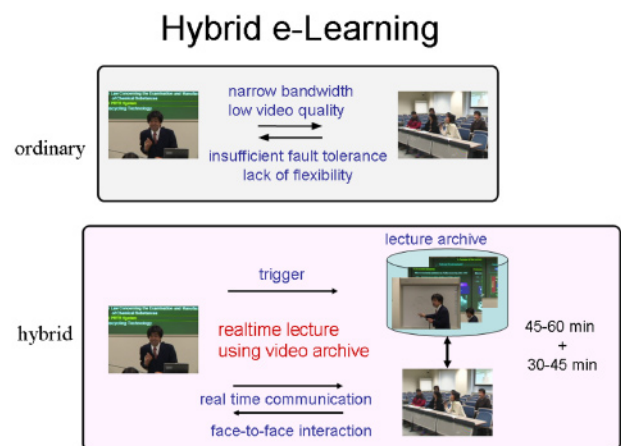 Hybrid e-Learning
ordinary
narrow bandwidth
low video quality
insufficient fault tolerance
lack of flexibility
hybrid
lecture archive
trigger
realtime lecture
using video archive
45-60 min
+
30-45 min
real time communication
face-to-face interaction